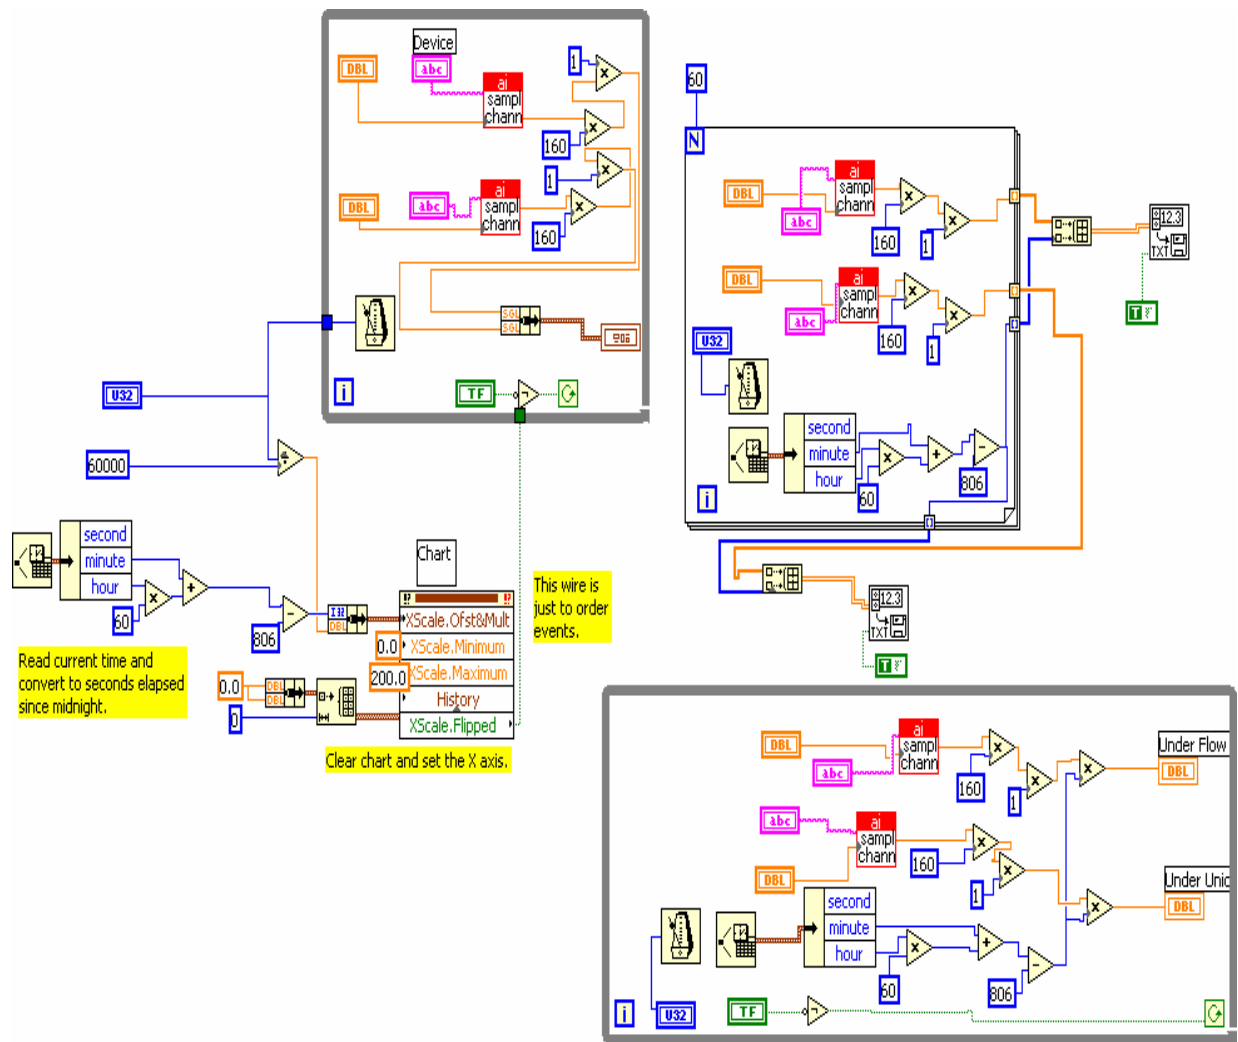 Device
DBL
abc
ai
sampl
chann
1
160
1
DBL
abc
ai
sampl
chann
160
SGL
SGL
i
TF
U32
60000
second
minute
hour
60
806
I32
DBL
Read current time and
convert to seconds elapsed
since midnight.
Chart
XScale.Ofst&Mult
0.0
XScale.Minimum
200.0
XScale.Maximum
History
XScale.Flipped
0.0
DBL
DBL
0
Clear chart and set the X axis.
This wire is
just to order
events.
60
N
DBL
abc
ai
sampl
chann
160
1
DBL
abc
ai
sampl
chann
160
1
U32
second
minute
hour
60
806
i
12.3
TXT
T F
12.3
TXT
T F
DBL
abc
ai
sampl
chann
160
1
Under Flow
DBL
abc
DBL
ai
sampl
chann
160
1
Under Unic
DBL
second
minute
hour
60
806
i
U32
TF